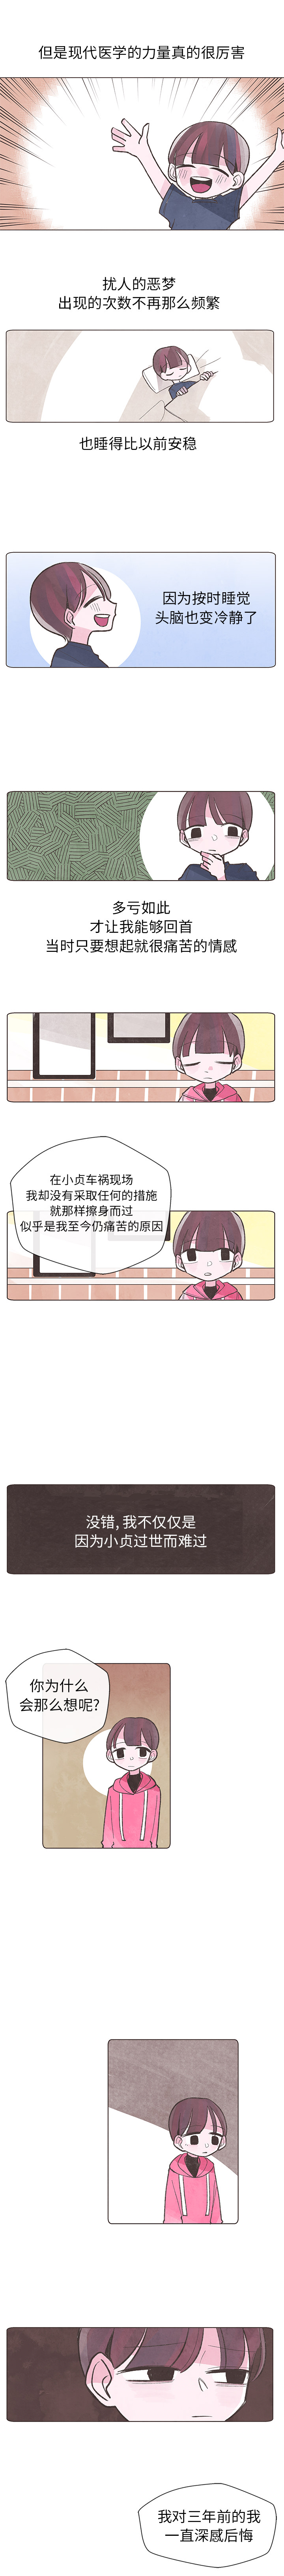 但是现代医学的力量真的很厉害
扰人的恶梦
出现的次数不再那么频繁
也睡得比以前安稳
因为按时睡觉
头脑也变冷静了
多亏如此
才让我能够回首
当时只要想起就很痛苦的情感
在小贞车祸现场
我却没有采取任何的措施
就那样擦身而过
似乎是我至今仍痛苦的原因
没错, 我不仅仅是
因为小贞过世而难过
你为什么
会那么想呢?
我对三年前的我
一直深感后悔